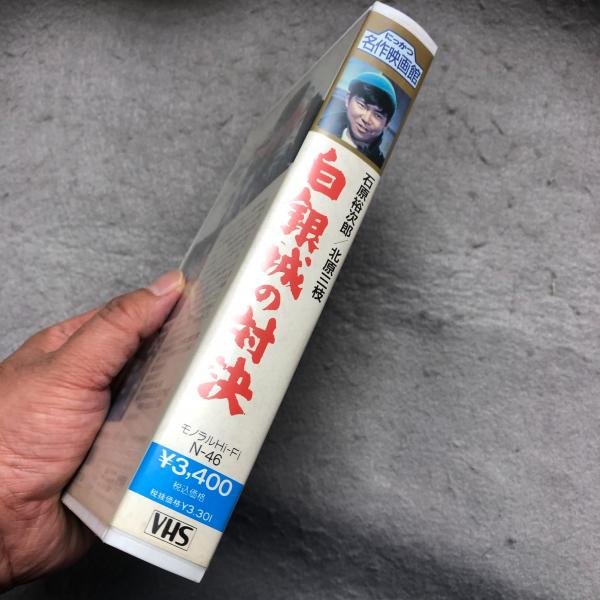 にっかつ
名作映画館
石原裕次郎／北原三枝
白銀城の対決
モノラルHi-Fi
N-46
¥3,400
税込価格
税抜価格¥3,301
VHS